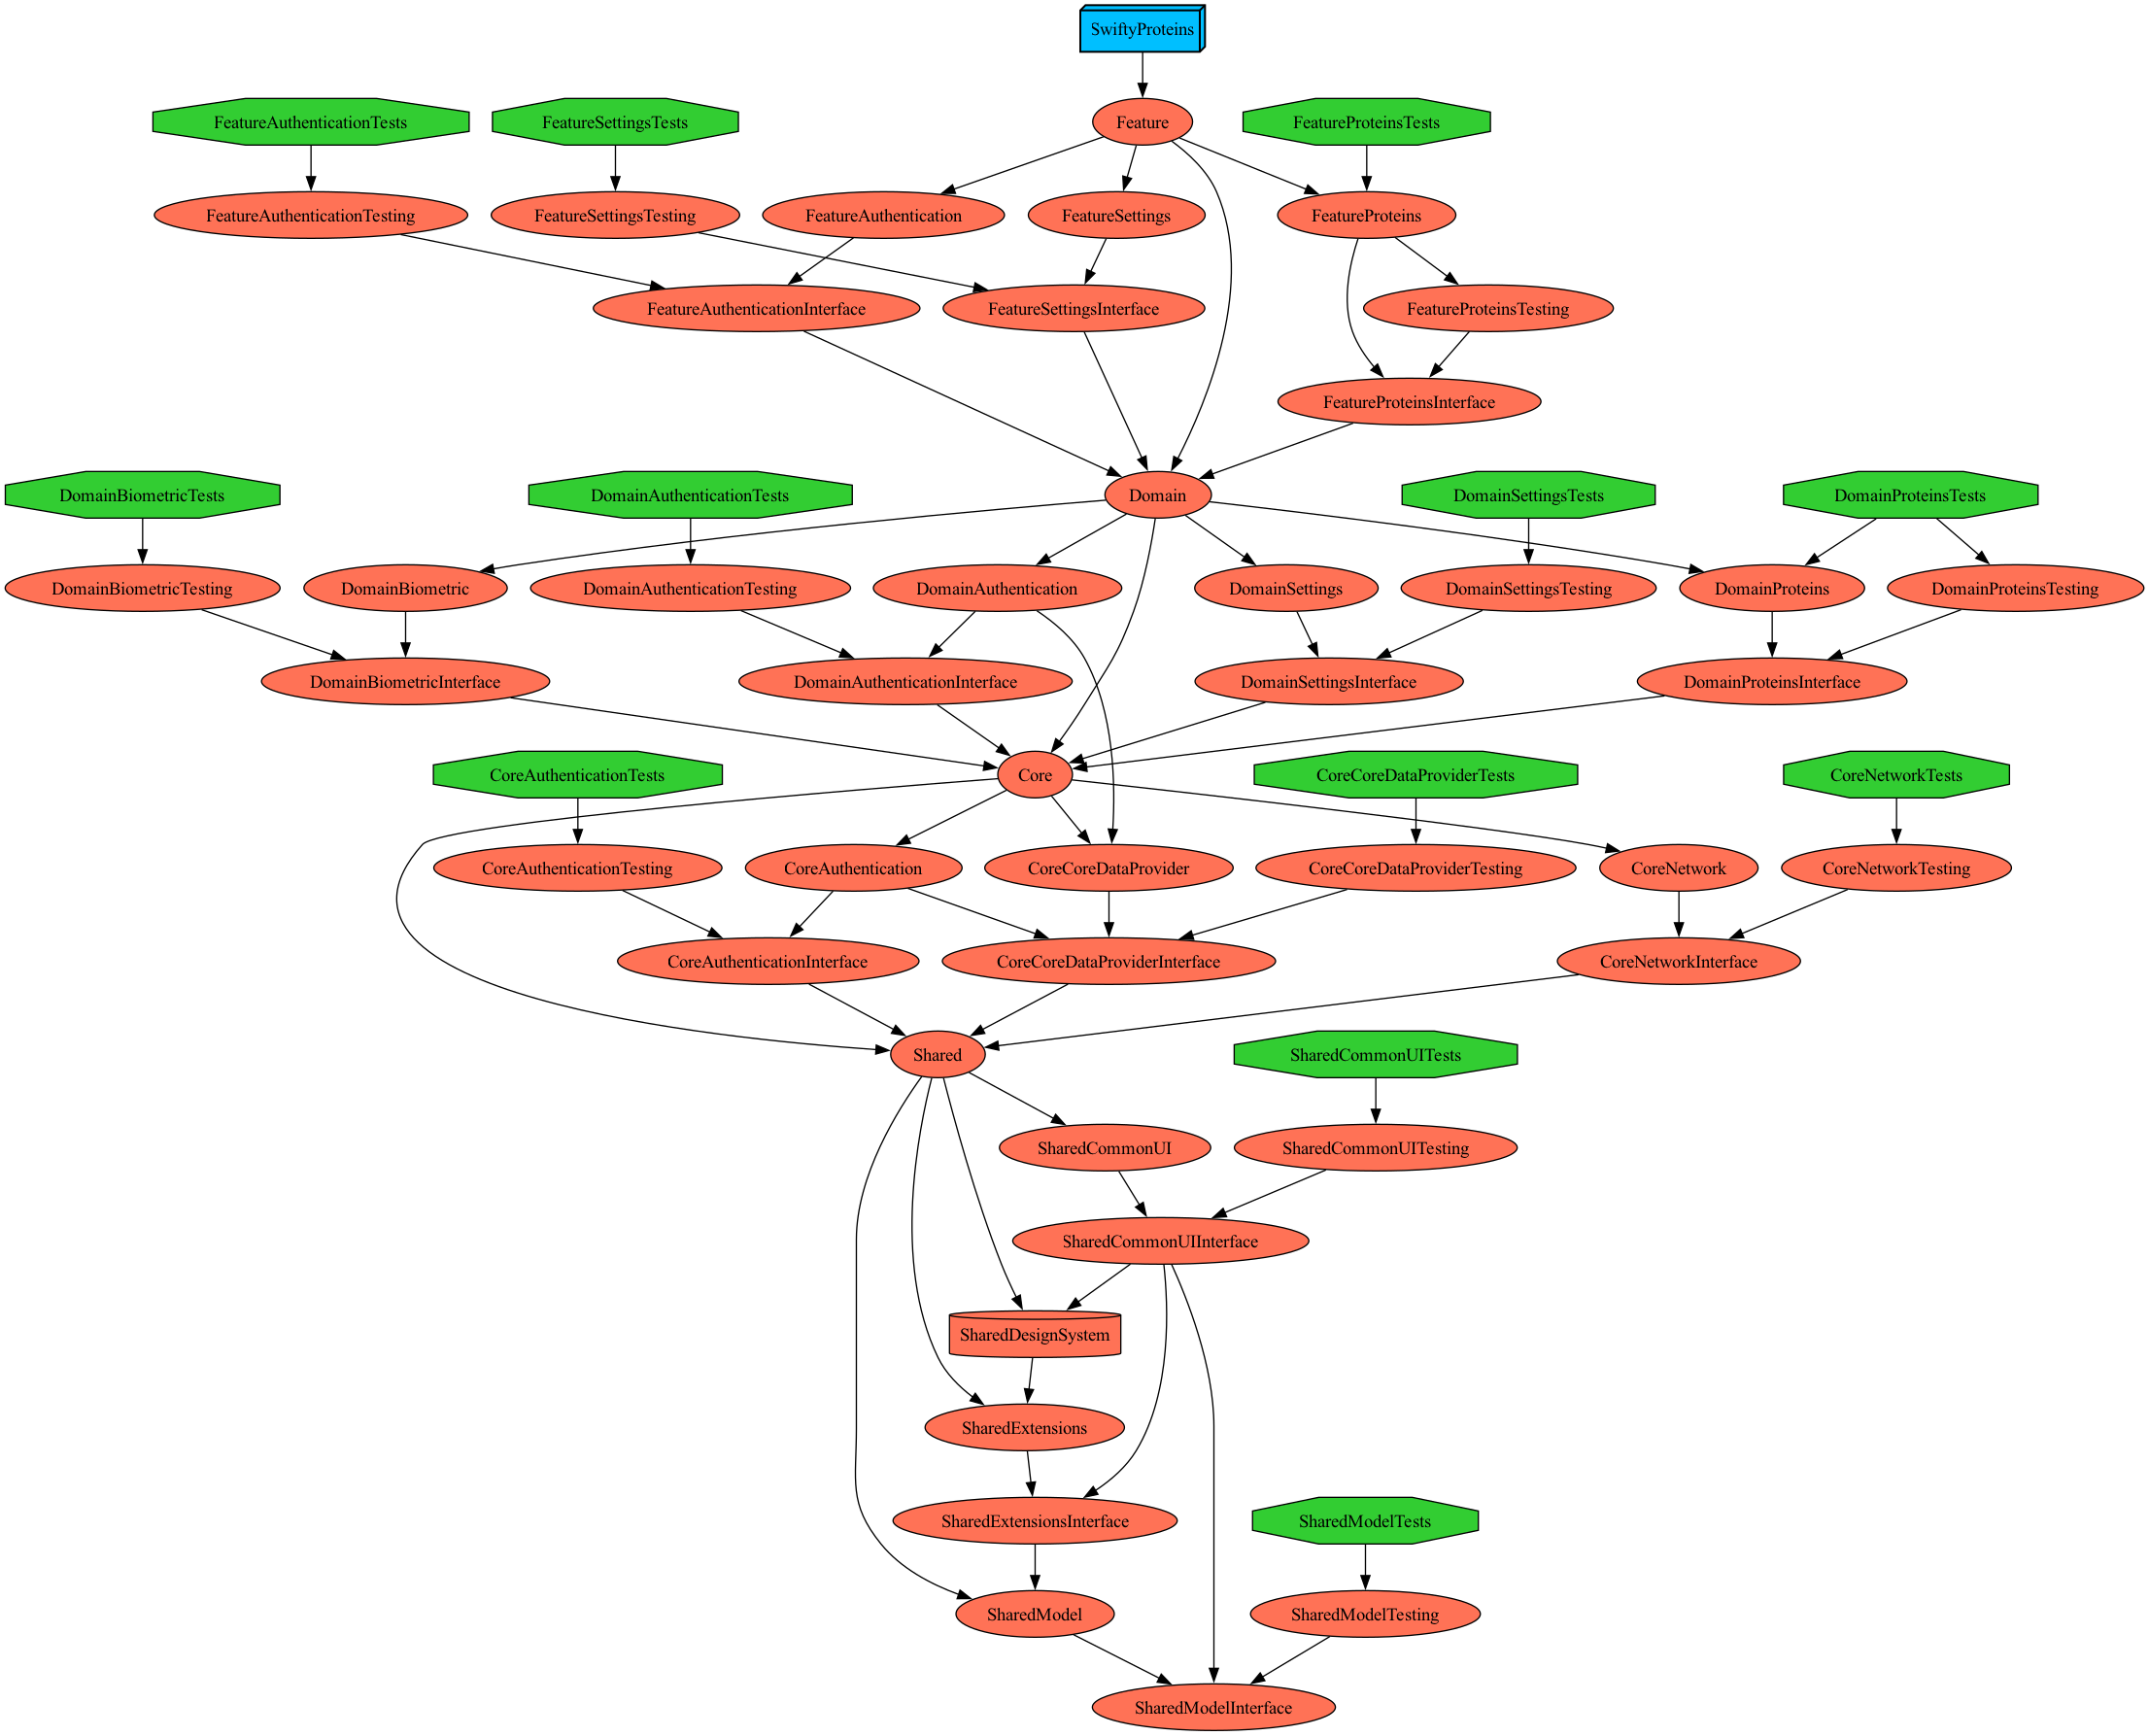 SwiftyProteins
FeatureAuthenticationTests
FeatureSettingsTests
Feature
FeatureProteinsTests
FeatureAuthenticationTesting
FeatureSettingsTesting
FeatureAuthentication
FeatureSettings
FeatureProteins
FeatureAuthenticationInterface
FeatureSettingsInterface
FeatureProteinsTesting
FeatureProteinsInterface
DomainBiometricTests
DomainAuthenticationTests
Domain
DomainSettingsTests
DomainProteinsTests
DomainBiometricTesting
DomainBiometric
DomainAuthenticationTesting
DomainAuthentication
DomainSettings
DomainSettingsTesting
DomainProteins
DomainProteinsTesting
DomainBiometricInterface
DomainAuthenticationInterface
DomainSettingsInterface
DomainProteinsInterface
CoreAuthenticationTests
Core
CoreCoreDataProviderTests
CoreNetworkTests
CoreAuthenticationTesting
CoreAuthentication
CoreCoreDataProvider
CoreCoreDataProviderTesting
CoreNetwork
CoreNetworkTesting
CoreAuthenticationInterface
CoreCoreDataProviderInterface
CoreNetworkInterface
Shared
SharedCommonUITests
SharedCommonUI
SharedCommonUITesting
SharedCommonUIInterface
SharedDesignSystem
SharedExtensions
SharedExtensionsInterface
SharedModelTests
SharedModel
SharedModelTesting
SharedModelInterface